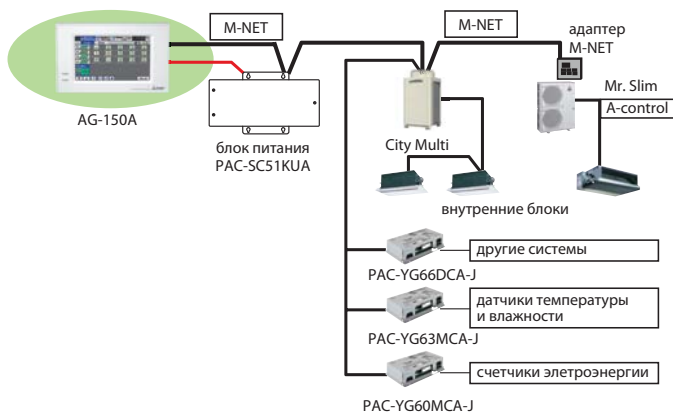 M-NET
M-NET
адаптер
M-NET
AG-150A
блок питания
PAC-SC51KUA
City Multi
Mr. Slim
A-control
внутренние блоки
PAC-YG66DCA-J
другие системы
PAC-YG63MCA-J
датчики температуры
и влажности
PAC-YG60MCA-J
счетчики элетроэнергии